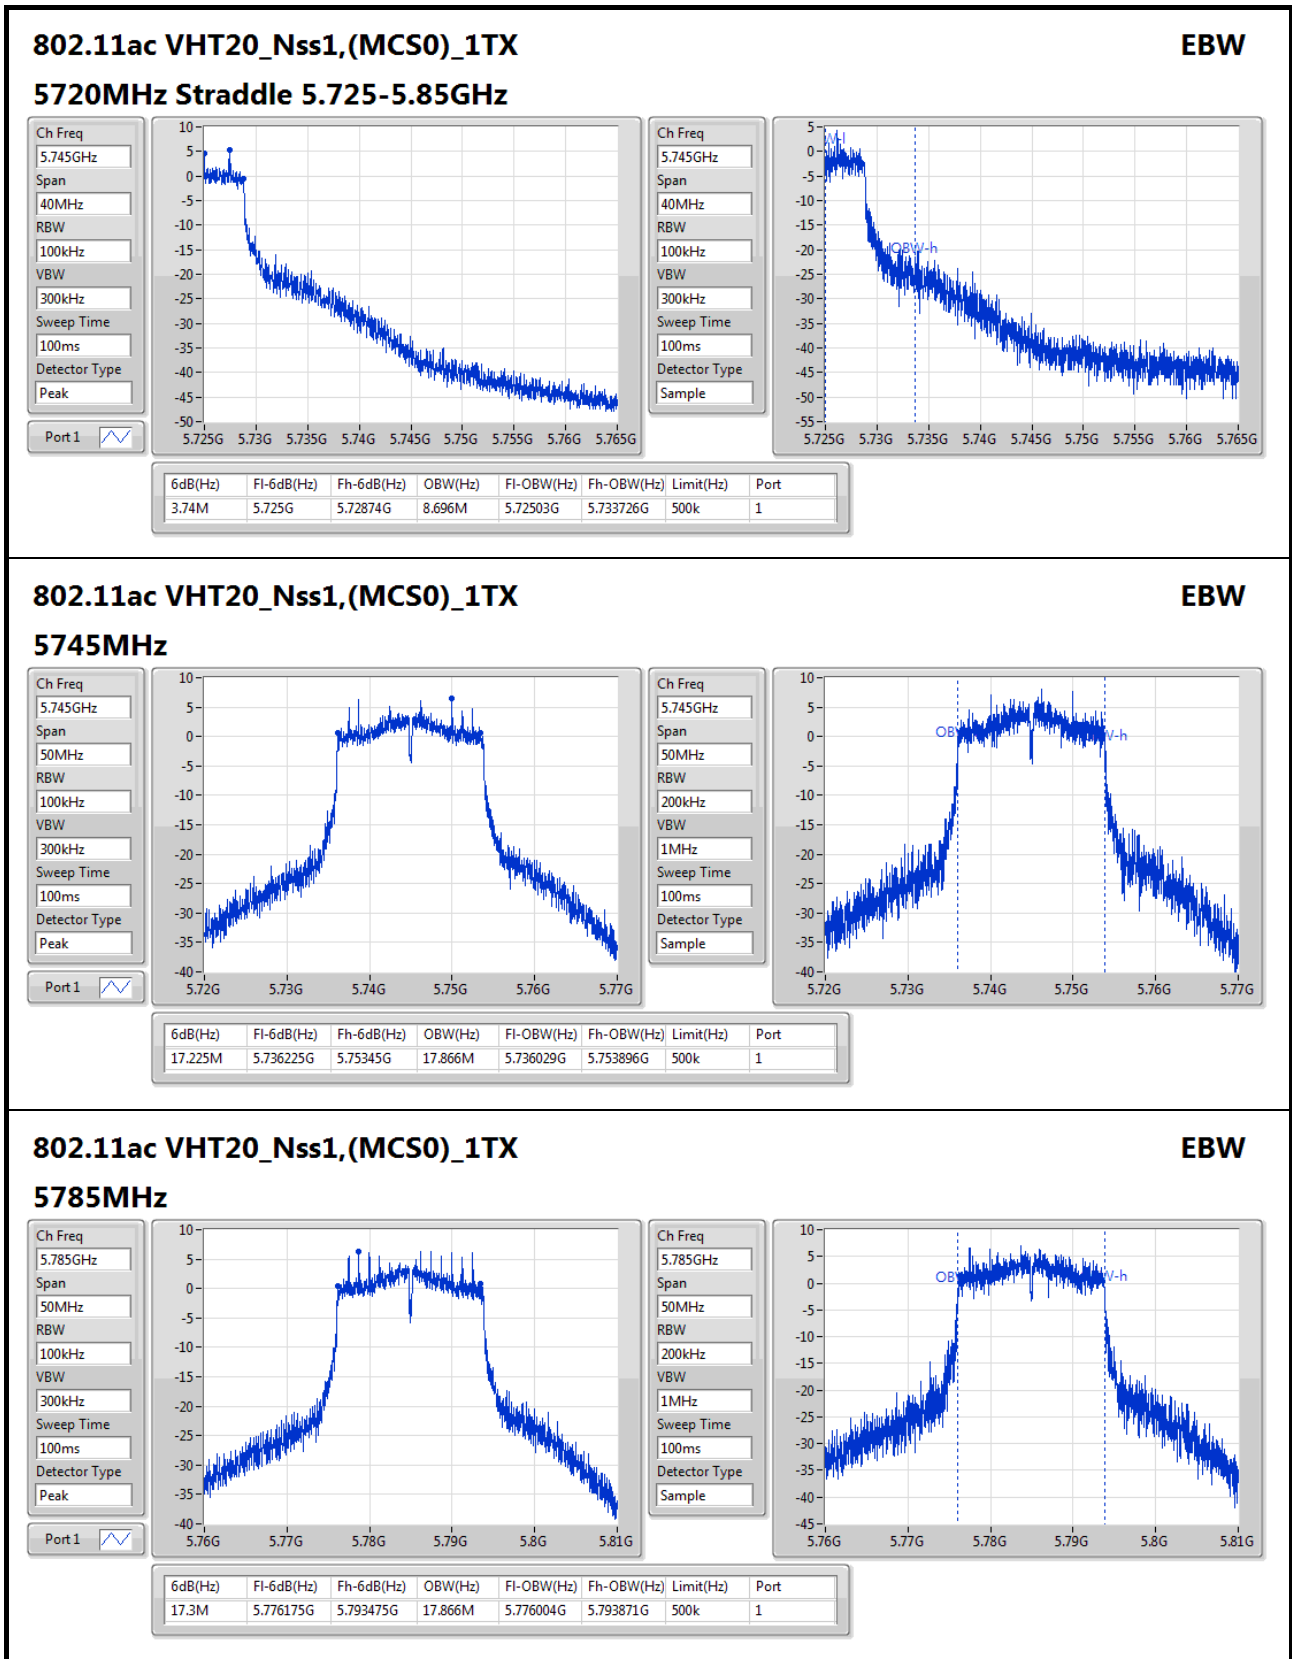 802.11ac VHT20_Nss1,(MCS0)_1TX EBW
5720MHz Straddle 5.725-5.85GHz
Ch Freq
5.745GHz
Span
40MHz
RBW
100kHz
VBW
300kHz
Sweep Time
100ms
Detector Type
Peak
Port 1
10
5
0
-5
-10
-15
-20
-25
-30
-35
-40
-45
-50
5.725G 5.73G 5.735G 5.74G 5.745G 5.75G 5.755G 5.76G 5.765G
Ch Freq
5.745GHz
Span
40MHz
RBW
100kHz
VBW
300kHz
Sweep Time
100ms
Detector Type
Sample
5
0
-5
-10
-15
-20
-25
-30
-35
-40
-45
-50
-55
OBW-h
5.725G 5.73G 5.735G 5.74G 5.745G 5.75G 5.755G 5.76G 5.765G
6dB(Hz) Fl-6dB(Hz) Fh-6dB(Hz) OBW(Hz) Fl-OBW(Hz) Fh-OBW(Hz) Limit(Hz) Port
3.74M 5.725G 5.72874G 8.696M 5.72503G 5.733726G 500k 1
802.11ac VHT20_Nss1,(MCS0)_1TX EBW
5745MHz
Ch Freq
5.745GHz
Span
50MHz
RBW
100kHz
VBW
300kHz
Sweep Time
100ms
Detector Type
Peak
Port 1
10
5
0
-5
-10
-15
-20
-25
-30
-35
-40
5.72G 5.73G 5.74G 5.75G 5.76G 5.77G
Ch Freq
5.745GHz
Span
50MHz
RBW
200kHz
VBW
1MHz
Sweep Time
100ms
Detector Type
Sample
10
5
0
-5
-10
-15
-20
-25
-30
-35
-40
5.72G 5.73G 5.74G 5.75G 5.76G 5.77G
6dB(Hz) Fl-6dB(Hz) Fh-6dB(Hz) OBW(Hz) Fl-OBW(Hz) Fh-OBW(Hz) Limit(Hz) Port
17.225M 5.736225G 5.75345G 17.866M 5.736029G 5.753896G 500k 1
802.11ac VHT20_Nss1,(MCS0)_1TX EBW
5785MHz
Ch Freq
5.785GHz
Span
50MHz
RBW
100kHz
VBW
300kHz
Sweep Time
100ms
Detector Type
Peak
Port 1
10
5
0
-5
-10
-15
-20
-25
-30
-35
-40
5.76G 5.77G 5.78G 5.79G 5.8G 5.81G
Ch Freq
5.785GHz
Span
50MHz
RBW
200kHz
VBW
1MHz
Sweep Time
100ms
Detector Type
Sample
10
5
0
-5
-10
-15
-20
-25
-30
-35
-40
-45
5.76G 5.77G 5.78G 5.79G 5.8G 5.81G
6dB(Hz) Fl-6dB(Hz) Fh-6dB(Hz) OBW(Hz) Fl-OBW(Hz) Fh-OBW(Hz) Limit(Hz) Port
17.3M 5.776175G 5.793475G 17.866M 5.776004G 5.793871G 500k 1